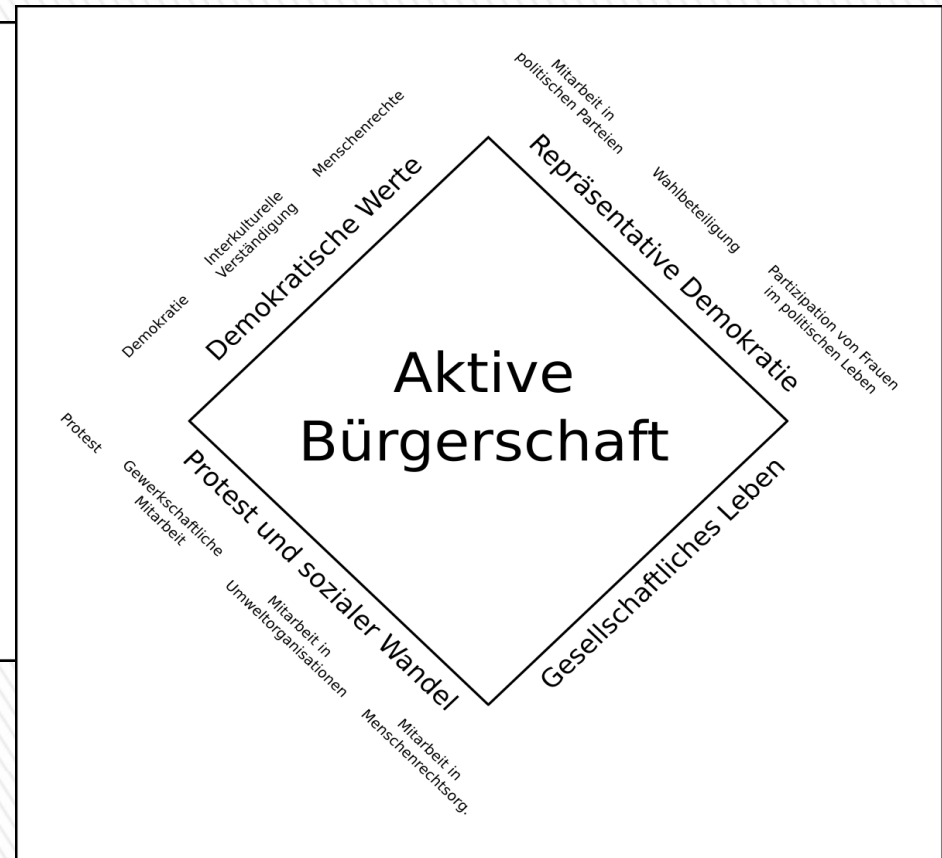 Mitarbeit in
politischen Parteien
Wahlbeteiligung
Partizipation von Frauen
im politischen Leben
Repräsentative Demokratie
Menschenrechte
Interkulturelle
Verständigung
Demokratie
Demokratische Werte
Aktive
Bürgerschaft
Protest
Gewerkschaftliche
Mitarbeit
Mitarbeit in
Umweltorganisationen
Mitarbeit in
Menschenrechtsorg.
Protest und sozialer Wandel
Gesellschaftliches Leben